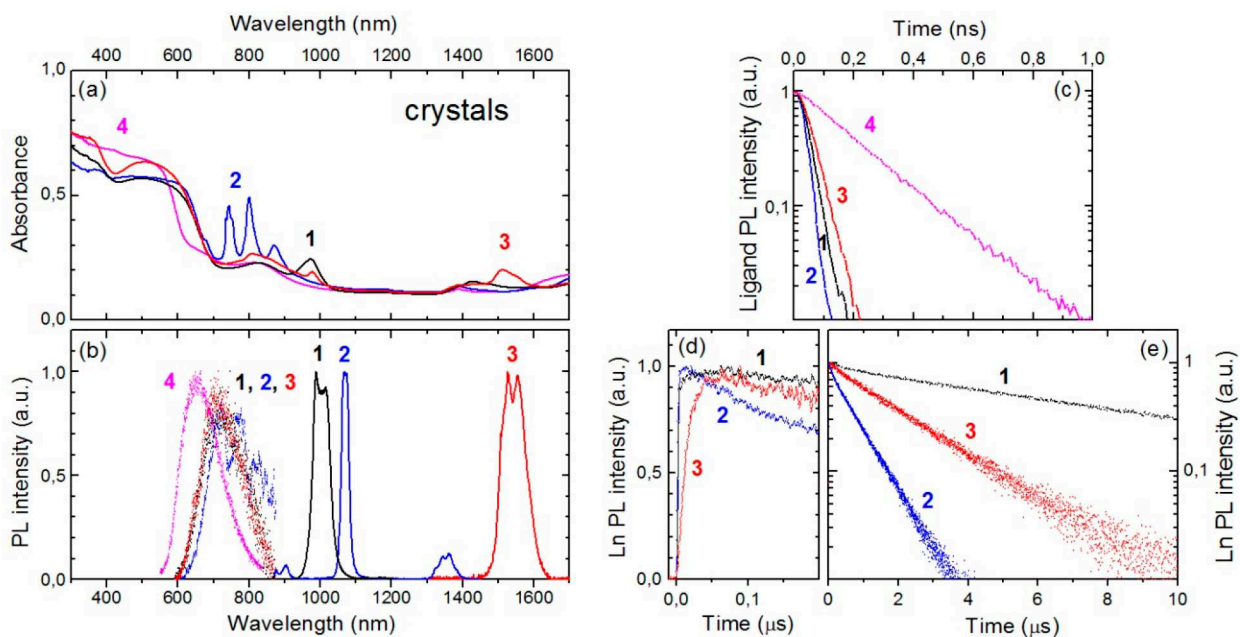 Wavelength (nm)
400 600 800 1000 1200 1400 1600
1,0
(a)
crystals
4
2
1
3
0,5
Absorbance
0,0
1,0
(b)
4
1, 2, 3
1
2
3
0,5
PL intensity (a.u.)
0,0
400 600 800 1000 1200 1400 1600
Wavelength (nm)
Time (ns)
0,0 0,2 0,4 0,6 0,8 1,0
1
(c)
4
3
1
2
0,1
Ligand PL intensity (a.u.)
(d)
1,0
1
2
3
0,5
0,0
Ln PL intensity (a.u.)
0,0 0,1
Time (μs)
(e)
1
1
3
2
0,1
Ln PL intensity (a.u.)
0 2 4 6 8 10
Time (μs)